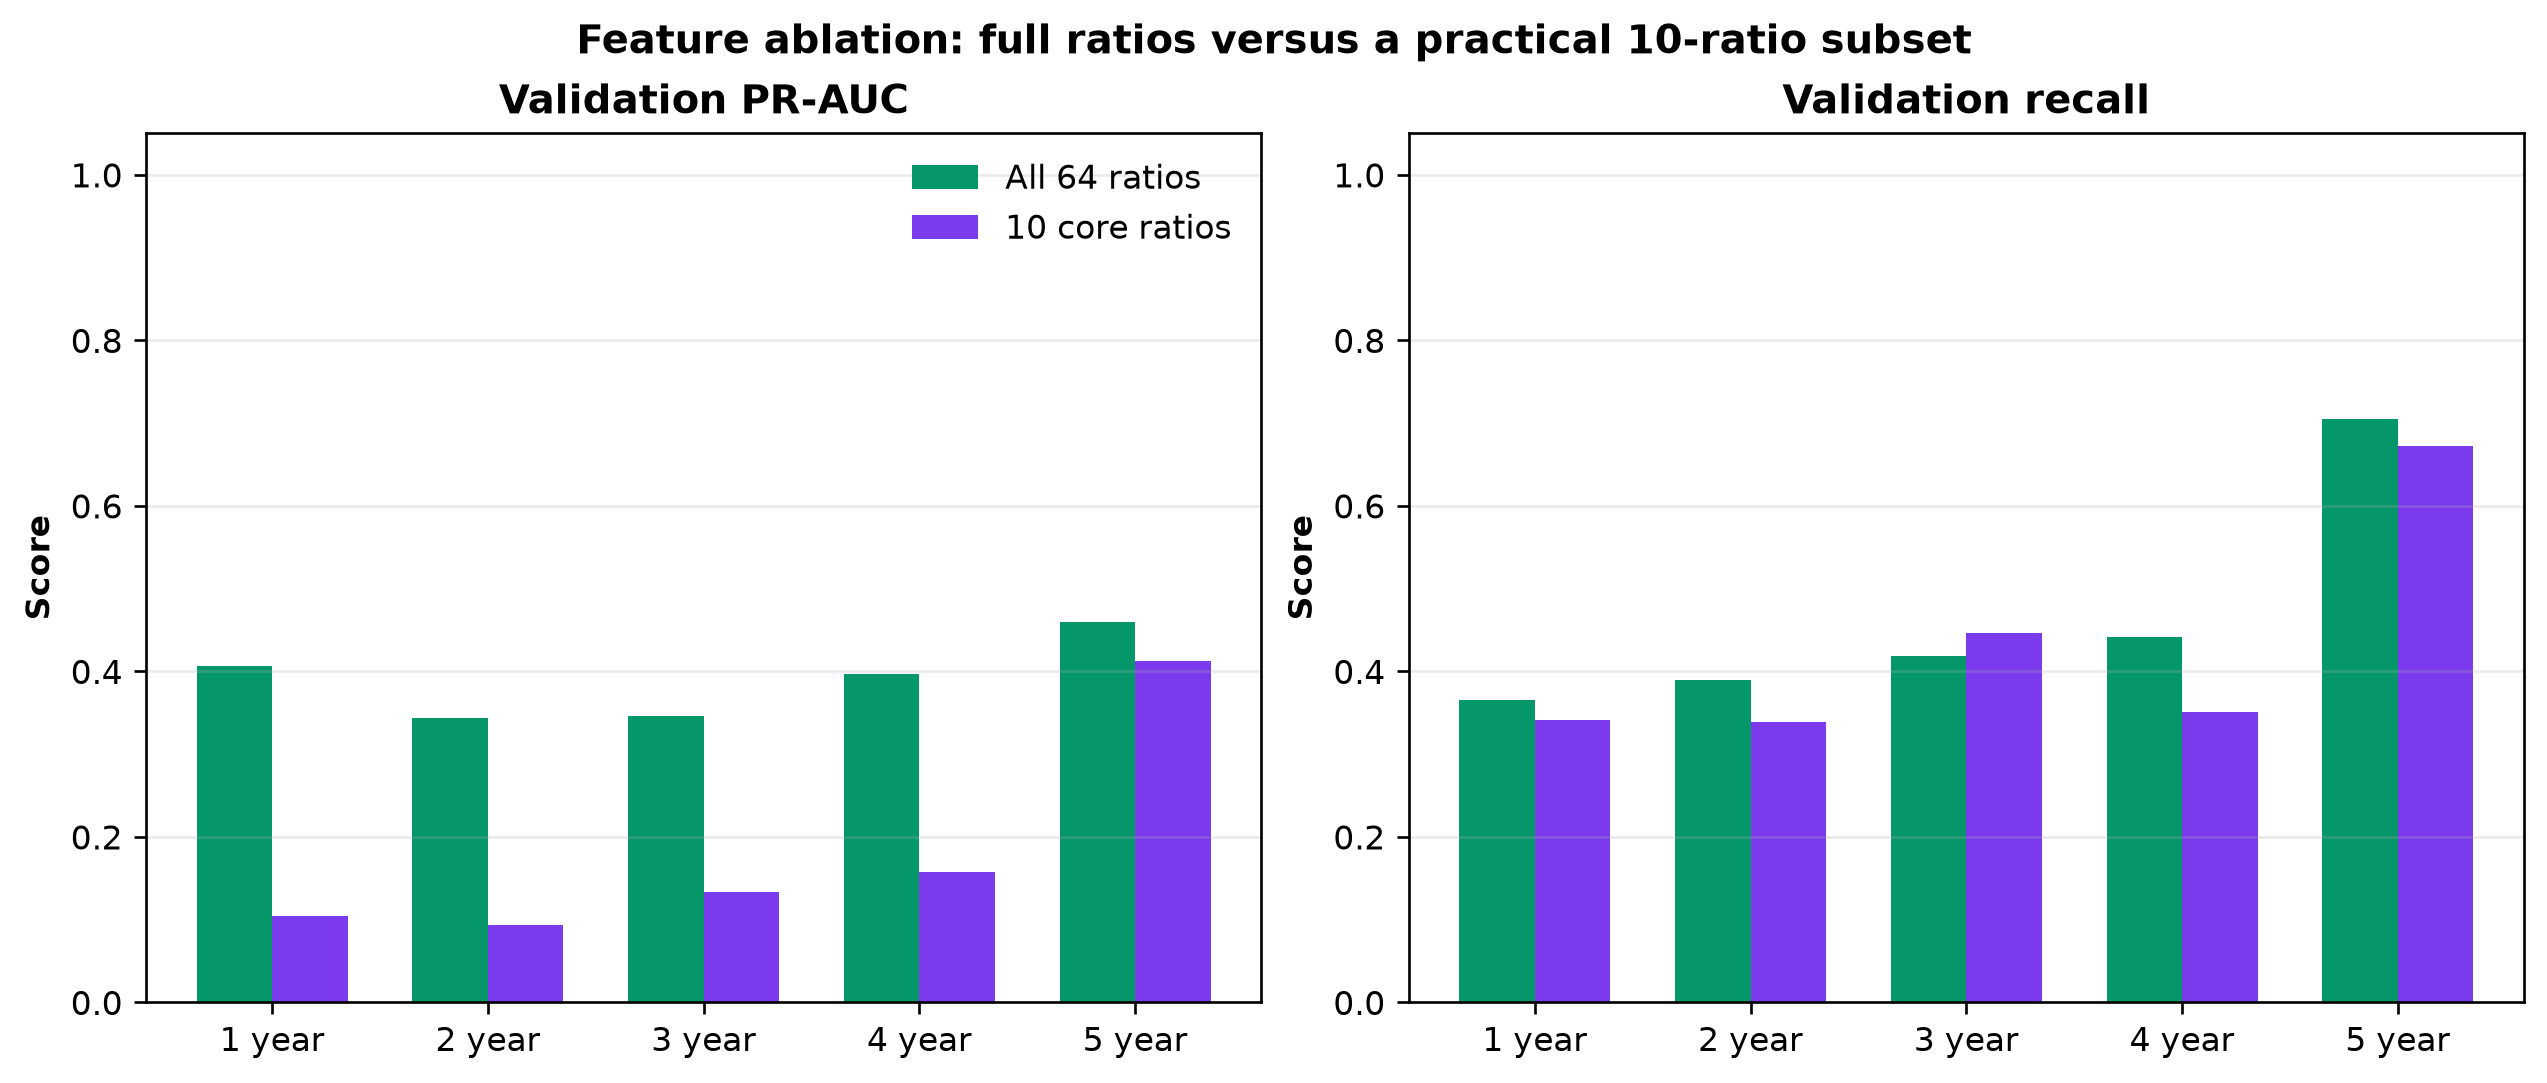 Feature ablation: full ratios versus a practical 10-ratio subset
Validation PR-AUC
Score
1.0
0.8
0.6
0.4
0.2
0.0
All 64 ratios
10 core ratios
1 year
2 year
3 year
4 year
5 year
Validation recall
Score
1.0
0.8
0.6
0.4
0.2
0.0
1 year
2 year
3 year
4 year
5 year